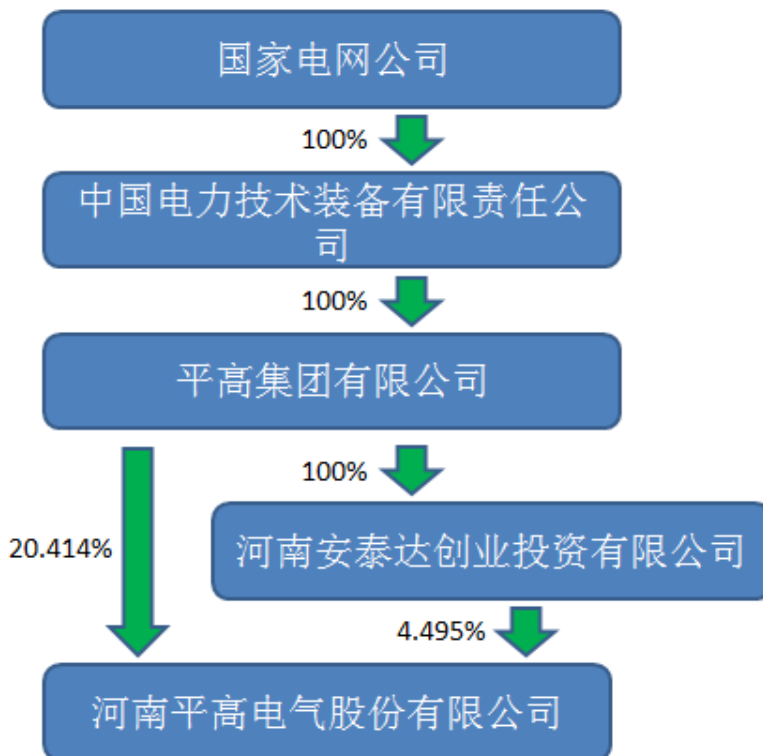 国家电网公司
100%
中国电力技术装备有限责任公
司
100%
平高集团有限公司
100%
20.414%
河南安泰达创业投资有限公司
4.495%
河南平高电气股份有限公司